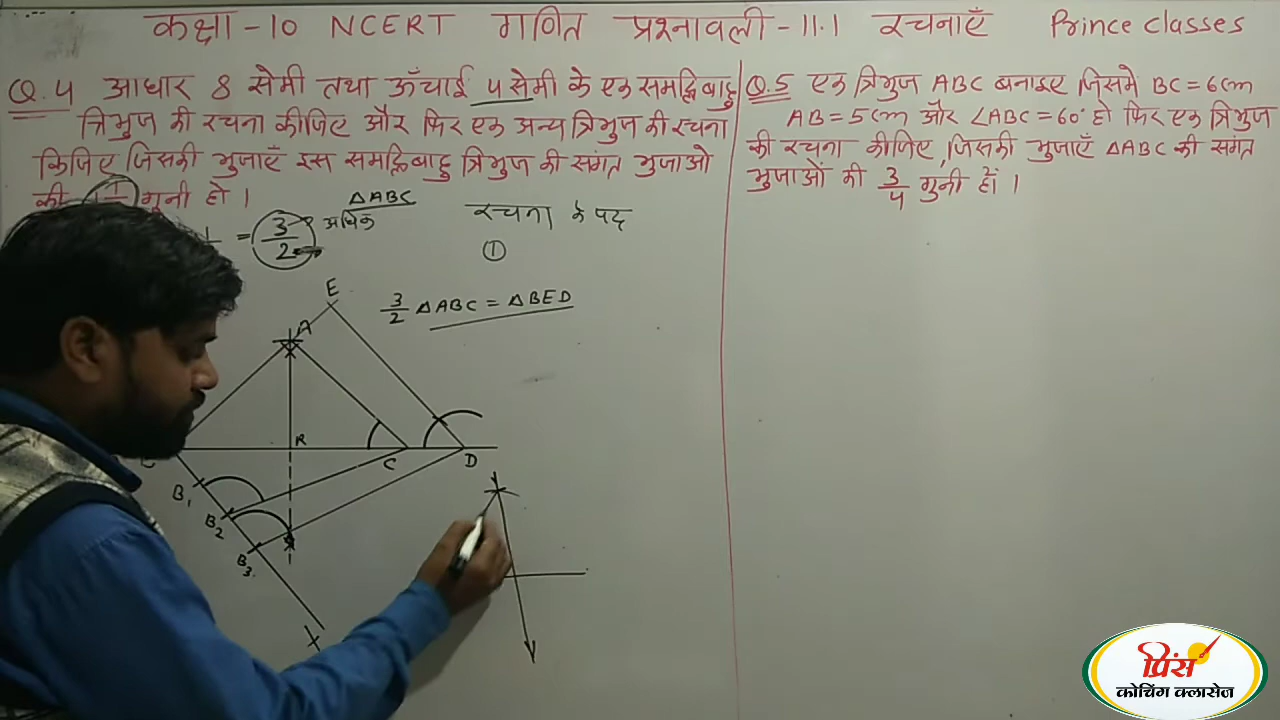 कक्षा - 10 NCERT गणित प्रश्नावली - 11.1 रचनाएँ Prince Classes
Q.4 आधार 8 सेमी तथा ऊँचाई 4 सेमी के एक समद्विबाहु
त्रिभुज की रचना कीजिए और फिर एक अन्य त्रिभुज की रचना
किजिए जिसकी भुजाएँ इस समद्विबाहु त्रिभुज की संगत भुजाओ
की गुनी हो ।
= 3/2 अधिक ΔABC
रचना के पद
①
3/2 ΔABC = ΔBED
E
A
R
C
D
B1
B2
B3
X
Q.5 एक त्रिभुज ABC बनाइए जिसमे BC = 6cm
AB = 5cm और ∠ABC = 60° हो फिर एक त्रिभुज
की रचना कीजिए, जिसकी भुजाएँ ΔABC की संगत
भुजाओं की 3/4 गुनी हों ।
प्रिंस
कोचिंग क्लासेज